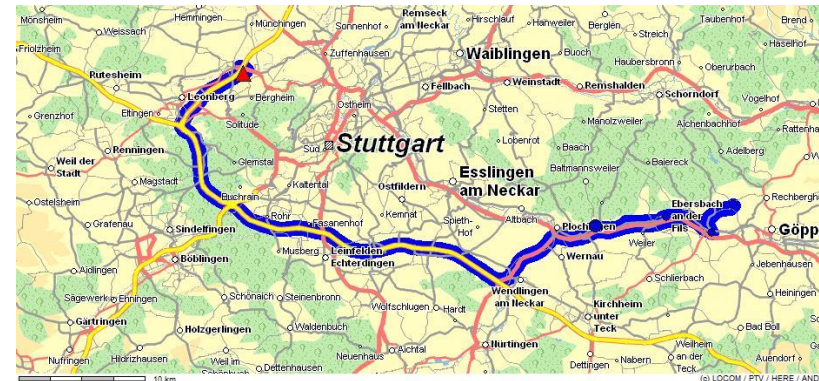 Mönsheim
Hemmingen
Münchingen
Sonnenhof
Remseck
am Neckar
Hirschlauf
Hanweiler
Berglen
Taubenhof
Brend
Weissach
Streich
Haselhof
Friolzheim
Zuffenhausen
Waiblingen
Buoch
Haubersbronn
Oberurbach
Rutesheim
Weinstadt
Remshalden
Leonberg
Bergheim
Fellbach
Schorndorf
Vogelhof
Eltingen
Ostheim
Stetten
Manolzweiler
Aichenbachhof
Grenzhof
Solitude
Rattenha
Renningen
Süd
Stuttgart
Lobenrot
Baach
Adelberg
Weil der
Stadt
Glemstal
Esslingen
am Neckar
Baltmannsweiler
Baiereck
Magstadt
Kaltental
Ostfildern
Rechbergh
Ostelsheim
Buchrain
Kemnat
Altbach
Ebersbach
an der
Fils
Grafenau
Rohr
Fasanenhof
Spieth-
Hof
Göpp
Sindelfingen
Musberg
Weiler
Aidlingen
Böblingen
Leinfelden
Echterdingen
Wernau
Jebenhausen
Schlierbach
Sägewerk
Ehningen
Schönaich
Steinenbronn
Wendlingen
am Neckar
Heiningen
Gärtringen
Wolfschlugen
Hardt
Kirchheim
unter
Teck
Holzgerlingen
Waldenbuch
Bad Boll
Nürtingen
Weilheim
an der
Teck
Nufringen
Hildrizhausen
Weil im
Dettenhausen
Neuenhaus
Aichtal
Dettingen
Nabern
Auendorf
10 km
(c) LOCOM / PTV / HERE / AND